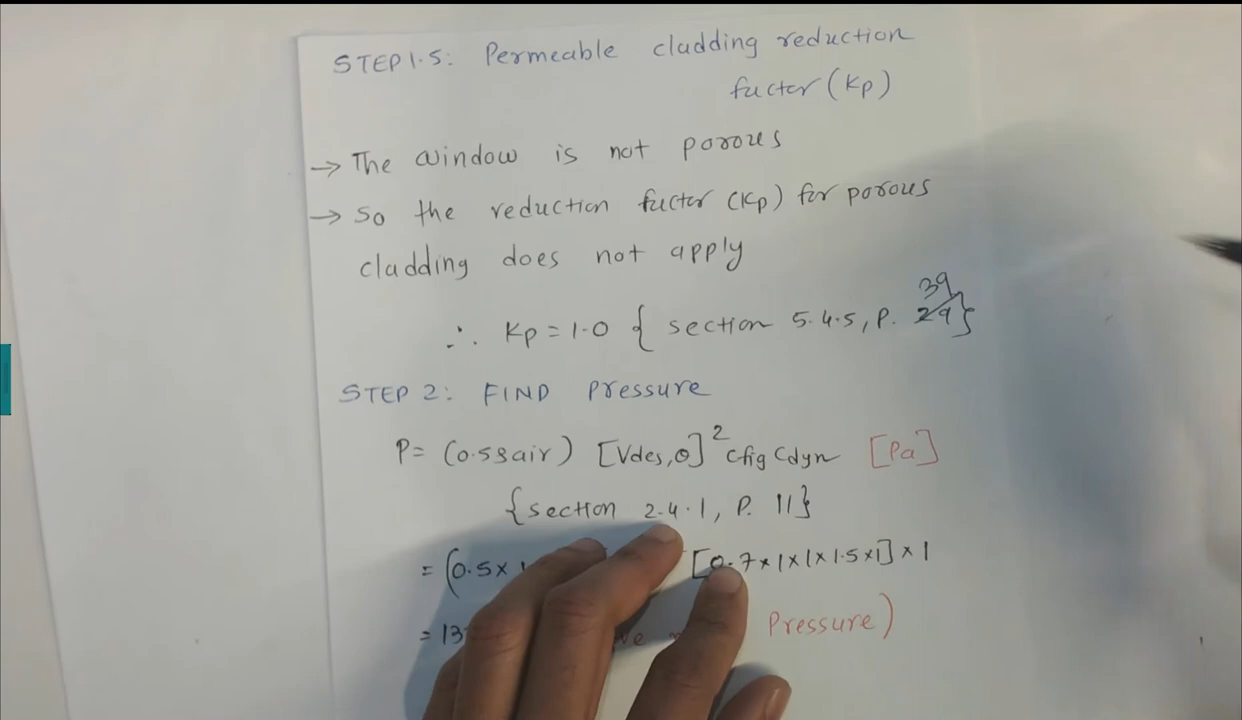 STEP 1.5: Permeable cladding reduction
factor (Kp)
→ The window is not porous
→ So the reduction factor (Kp) for porous
cladding does not apply
∴ Kp = 1.0 { section 5.4.5, P. 29}
39
STEP 2: FIND Pressure
P= (0.5ρair) [Vdes,θ]² Cfig Cdyn [Pa]
{section 2.4.1, P. 11}
= (0.5× [0.7×1×1×1.5×1]×1
= 13 Pressure)